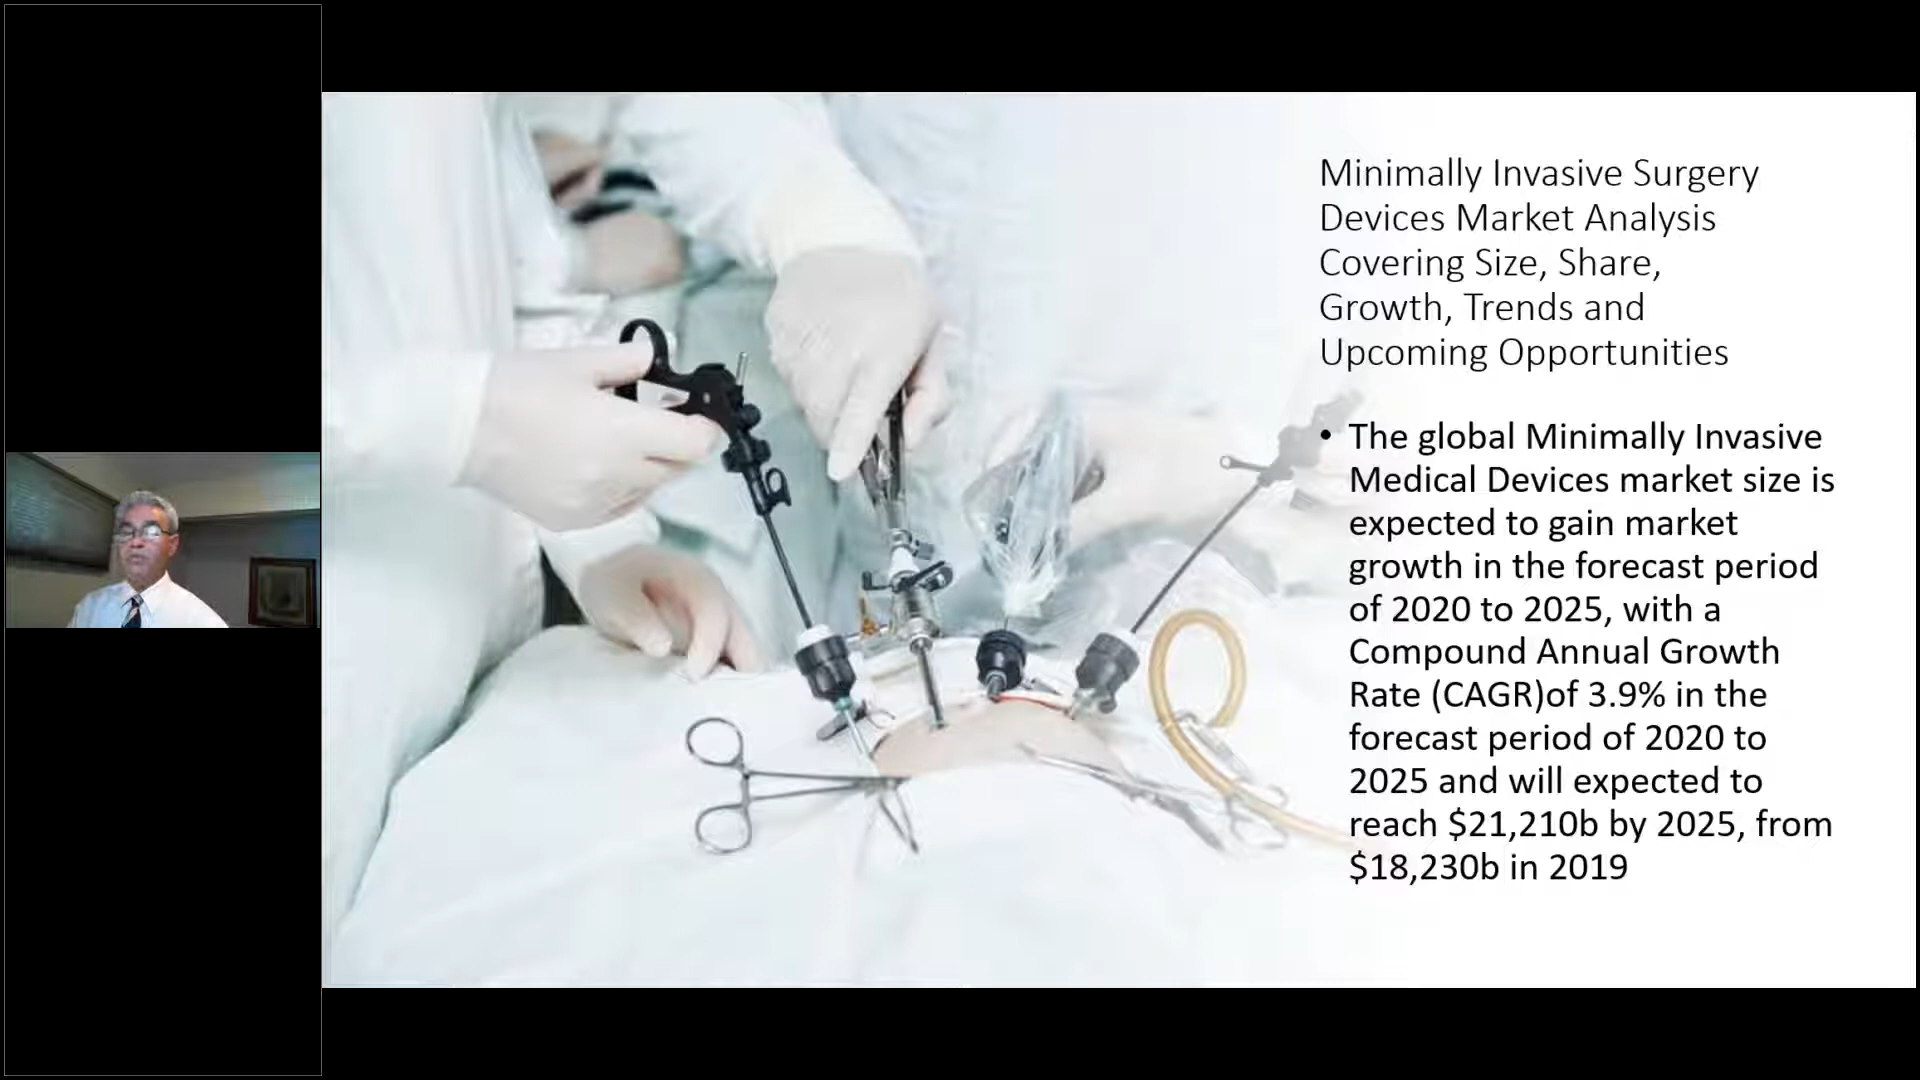 Minimally Invasive Surgery
Devices Market Analysis
Covering Size, Share,
Growth, Trends and
Upcoming Opportunities
• The global Minimally Invasive
Medical Devices market size is
expected to gain market
growth in the forecast period
of 2020 to 2025, with a
Compound Annual Growth
Rate (CAGR)of 3.9% in the
forecast period of 2020 to
2025 and will expected to
reach $21,210b by 2025, from
$18,230b in 2019